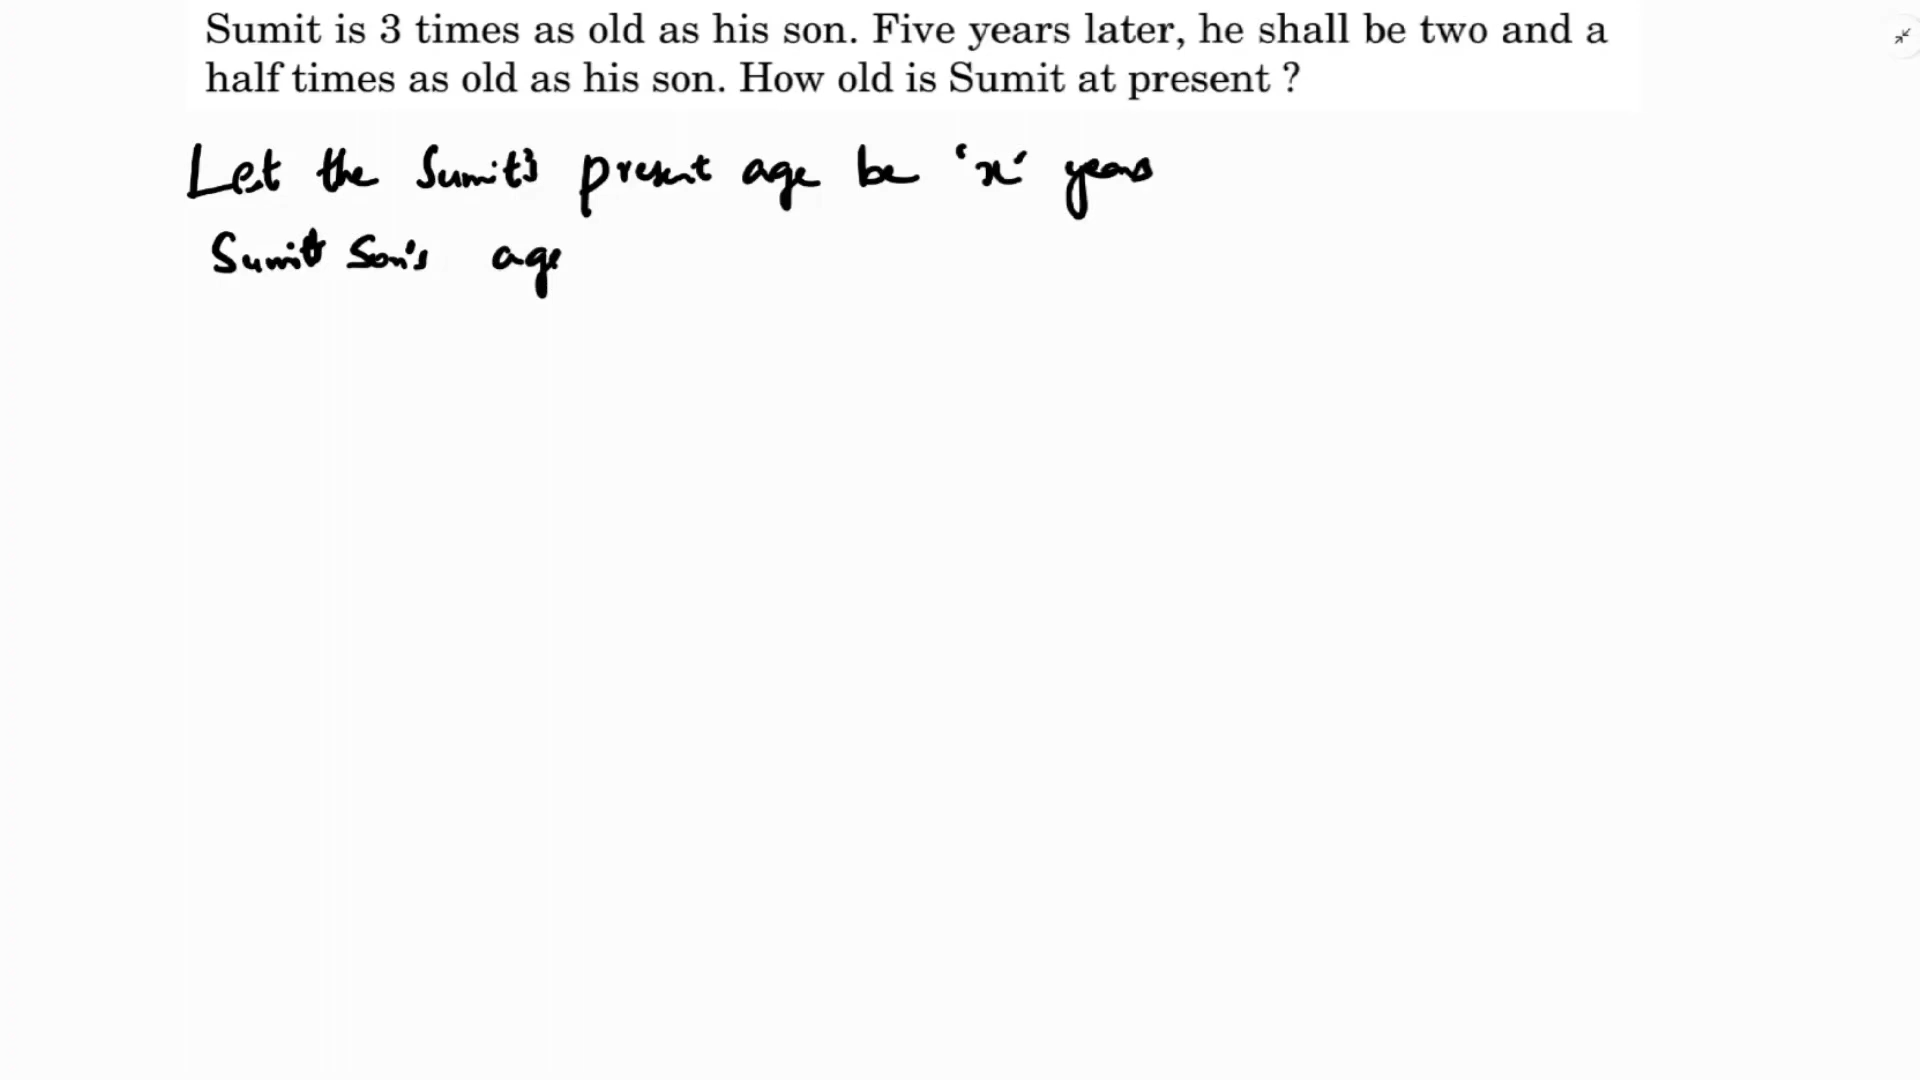 Sumit is 3 times as old as his son. Five years later, he shall be two and a
half times as old as his son. How old is Sumit at present ?
Let the Sumit's present age be 'x' years
Sumit Son's age